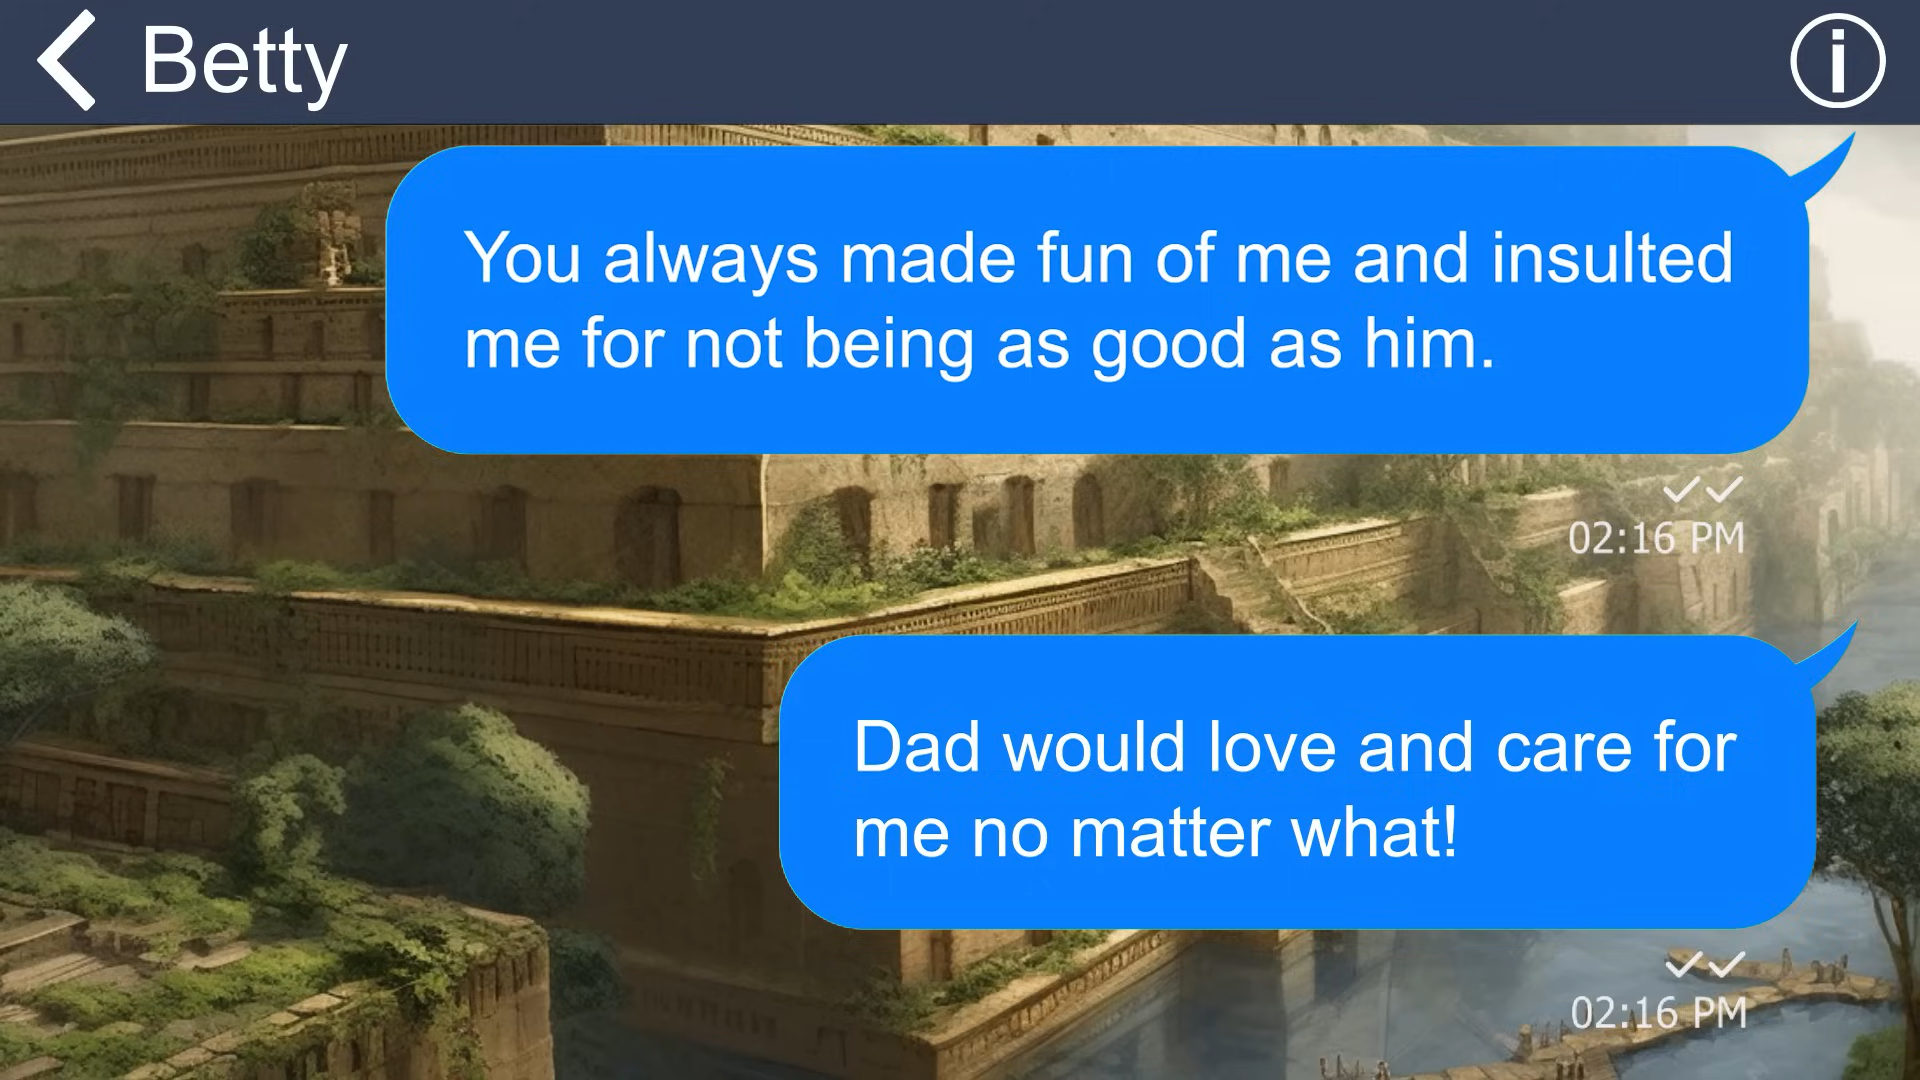 Betty
You always made fun of me and insulted
me for not being as good as him.
02:16 PM
Dad would love and care for
me no matter what!
02:16 PM